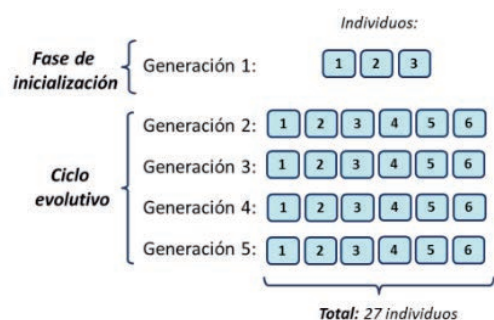 Individuos:
Fase de inicialización
Generación 1: 1 2 3
Ciclo evolutivo
Generación 2: 1 2 3 4 5 6
Generación 3: 1 2 3 4 5 6
Generación 4: 1 2 3 4 5 6
Generación 5: 1 2 3 4 5 6
Total: 27 individuos